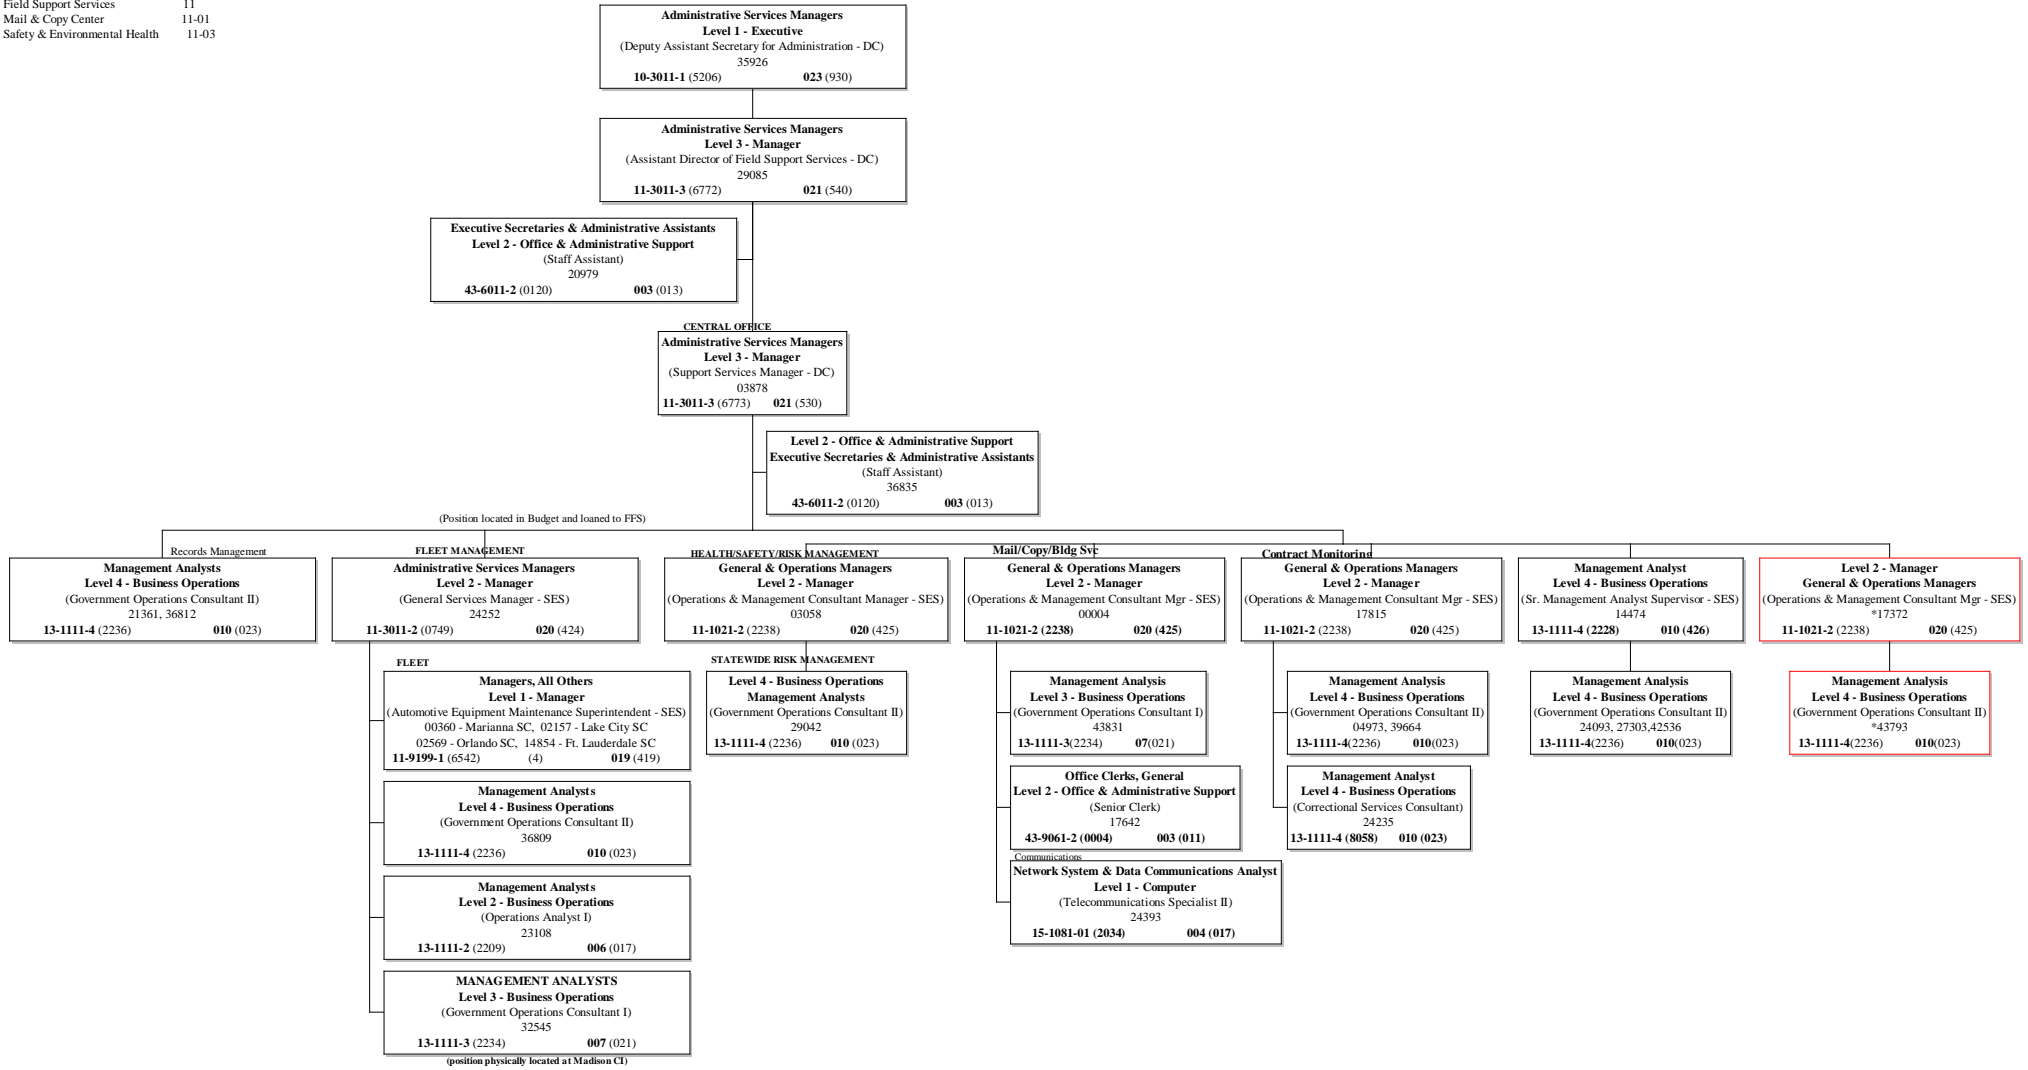 Field Support Services 11
Mail & Copy Center 11-01
Safety & Environmental Health 11-03
Administrative Services Managers
Level 1 - Executive
(Deputy Assistant Secretary for Administration - DC)
35926
10-3011-1 (5206) 023 (930)
Administrative Services Managers
Level 3 - Manager
(Assistant Director of Field Support Services - DC)
29085
11-3011-3 (6772) 021 (540)
Executive Secretaries & Administrative Assistants
Level 2 - Office & Administrative Support
(Staff Assistant)
20979
43-6011-2 (0120) 003 (013)
CENTRAL OFFICE
Administrative Services Managers
Level 3 - Manager
(Support Services Manager - DC)
03878
11-3011-3 (6773) 021 (530)
Level 2 - Office & Administrative Support
Executive Secretaries & Administrative Assistants
(Staff Assistant)
36835
43-6011-2 (0120) 003 (013)
(Position located in Budget and loaned to FFS)
Records Management
Management Analysts
Level 4 - Business Operations
(Government Operations Consultant II)
21361, 36812
13-1111-4 (2236) 010 (023)
FLEET MANAGEMENT
Administrative Services Managers
Level 2 - Manager
(General Services Manager - SES)
24252
11-3011-2 (0749) 020 (424)
HEALTH/SAFETY/RISK MANAGEMENT
General & Operations Managers
Level 2 - Manager
(Operations & Management Consultant Manager - SES)
03058
11-1021-2 (2238) 020 (425)
Mail/Copy/Bldg Svc
General & Operations Managers
Level 2 - Manager
(Operations & Management Consultant Mgr - SES)
00004
11-1021-2 (2238) 020 (425)
Contract Monitoring
General & Operations Managers
Level 2 - Manager
(Operations & Management Consultant Mgr - SES)
17815
11-1021-2 (2238) 020 (425)
Management Analyst
Level 4 - Business Operations
(Sr. Management Analyst Supervisor - SES)
14474
13-1111-4 (2228) 010 (426)
Level 2 - Manager
General & Operations Managers
(Operations & Management Consultant Mgr - SES)
*17372
11-1021-2 (2238) 020 (425)
FLEET
Managers, All Others
Level 1 - Manager
(Automotive Equipment Maintenance Superintendent - SES)
00360 - Marianna SC, 02157 - Lake City SC
02569 - Orlando SC, 14854 - Ft. Lauderdale SC
11-9199-1 (6542) (4) 019 (419)
Management Analysts
Level 4 - Business Operations
(Government Operations Consultant II)
36809
13-1111-4 (2236) 010 (023)
Management Analysts
Level 2 - Business Operations
(Operations Analyst I)
23108
13-1111-2 (2209) 006 (017)
MANAGEMENT ANALYSTS
Level 3 - Business Operations
(Government Operations Consultant I)
32545
13-1111-3 (2234) 007 (021)
(position physically located at Madison CI)
STATEWIDE RISK MANAGEMENT
Level 4 - Business Operations
Management Analysts
(Government Operations Consultant II)
29042
13-1111-4 (2236) 010 (023)
Management Analysis
Level 3 - Business Operations
(Government Operations Consultant I)
43831
13-1111-3(2234) 07(021)
Office Clerks, General
Level 2 - Office & Administrative Support
(Senior Clerk)
17642
43-9061-2 (0004) 003 (011)
Communications
Network System & Data Communications Analyst
Level 1 - Computer
(Telecommunications Specialist II)
24393
15-1081-01 (2034) 004 (017)
Management Analysis
Level 4 - Business Operations
(Government Operations Consultant II)
04973, 39664
13-1111-4(2236) 010(023)
Management Analyst
Level 4 - Business Operations
(Correctional Services Consultant)
24235
13-1111-4 (8058) 010 (023)
Management Analysis
Level 4 - Business Operations
(Government Operations Consultant II)
24093, 27303,42536
13-1111-4(2236) 010(023)
Management Analysis
Level 4 - Business Operations
(Government Operations Consultant II)
*43793
13-1111-4(2236) 010(023)